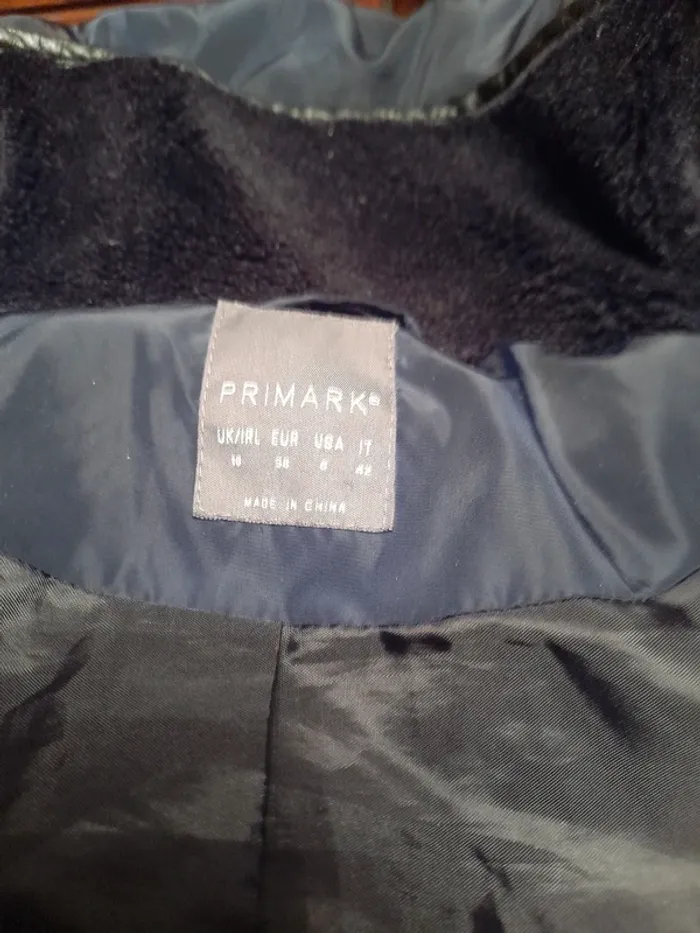 PRIMARK®
UK/IRL EUR USA IT
10 38 6 42
MADE IN CHINA